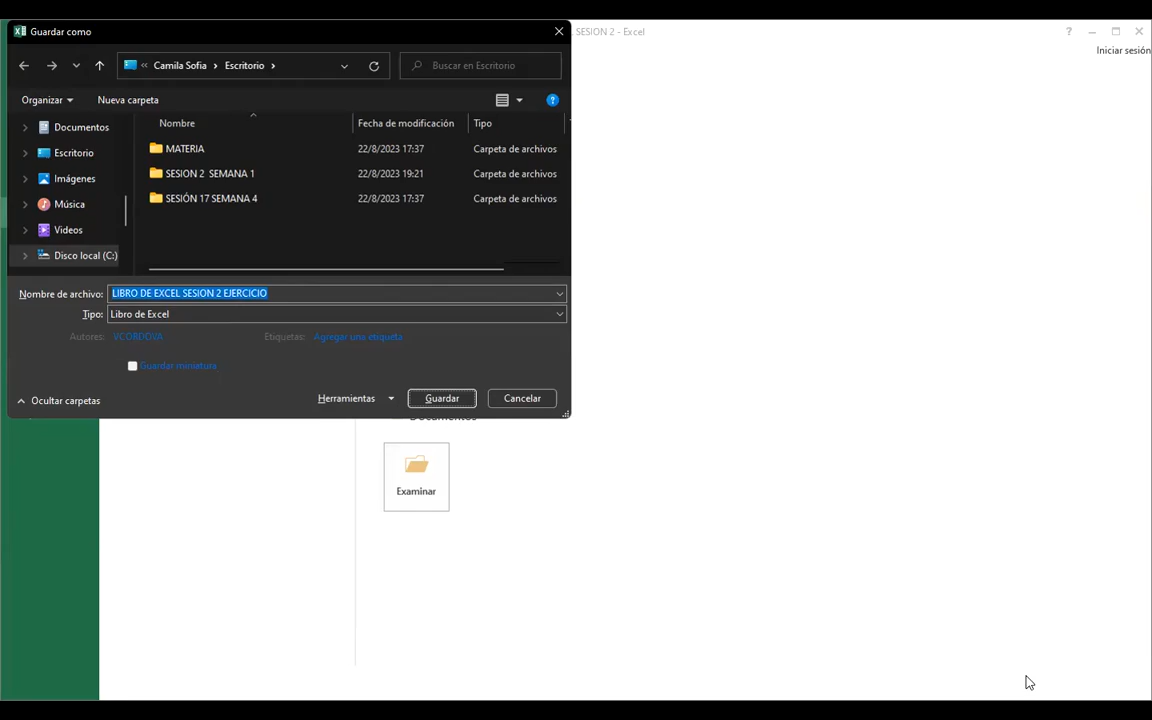 Guardar como
SESION 2 - Excel
?
Iniciar sesión
Camila Sofia
Escritorio
Buscar en Escritorio
Organizar
Nueva carpeta
?
Nombre
Fecha de modificación
Tipo
Documentos
Escritorio
Imágenes
Música
Videos
Disco local (C:)
MATERIA 22/8/2023 17:37 Carpeta de archivos
SESION 2 SEMANA 1 22/8/2023 19:21 Carpeta de archivos
SESIÓN 17 SEMANA 4 22/8/2023 17:37 Carpeta de archivos
Nombre de archivo: LIBRO DE EXCEL SESION 2 EJERCICIO
Tipo: Libro de Excel
Autores: VCORDOVA Etiquetas: Agregar una etiqueta
Guardar miniatura
Ocultar carpetas
Herramientas
Guardar
Cancelar
Documentos
Examinar